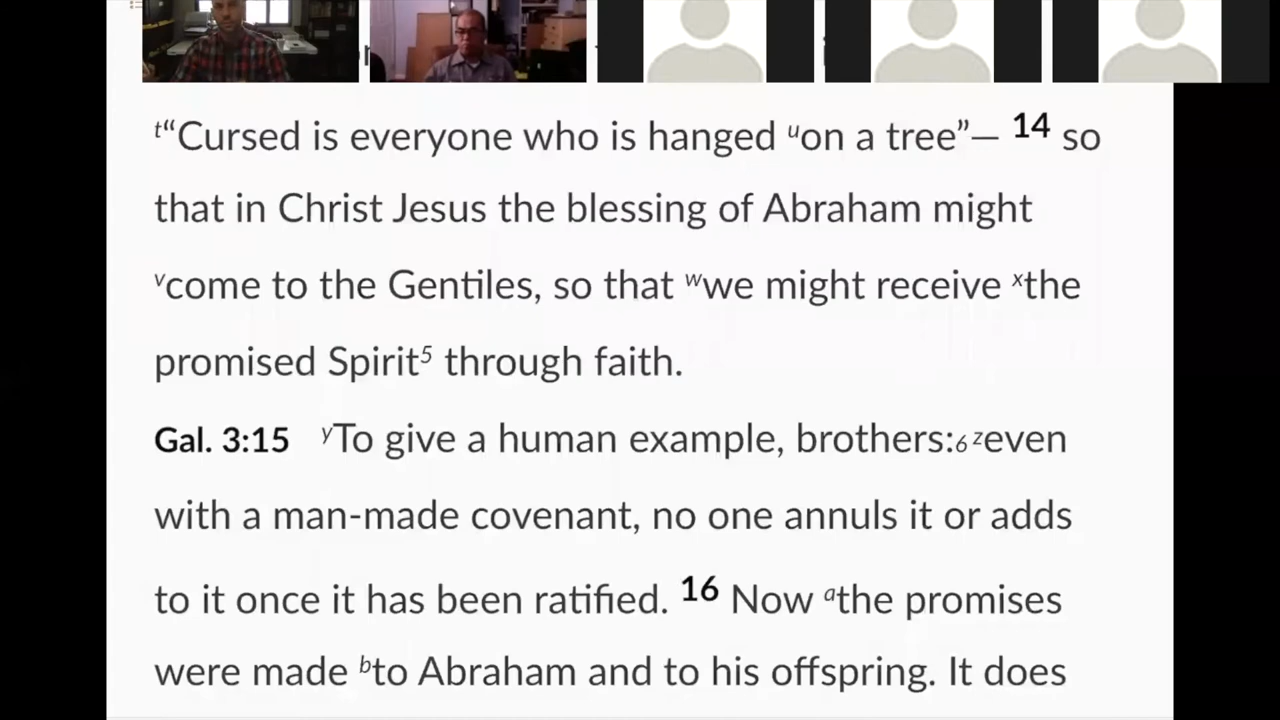 t“Cursed is everyone who is hanged uon a tree”— 14 so
that in Christ Jesus the blessing of Abraham might
vcome to the Gentiles, so that wwe might receive xthe
promised Spirit5 through faith.
Gal. 3:15 yTo give a human example, brothers:6 zeven
with a man-made covenant, no one annuls it or adds
to it once it has been ratified. 16 Now athe promises
were made bto Abraham and to his offspring. It does